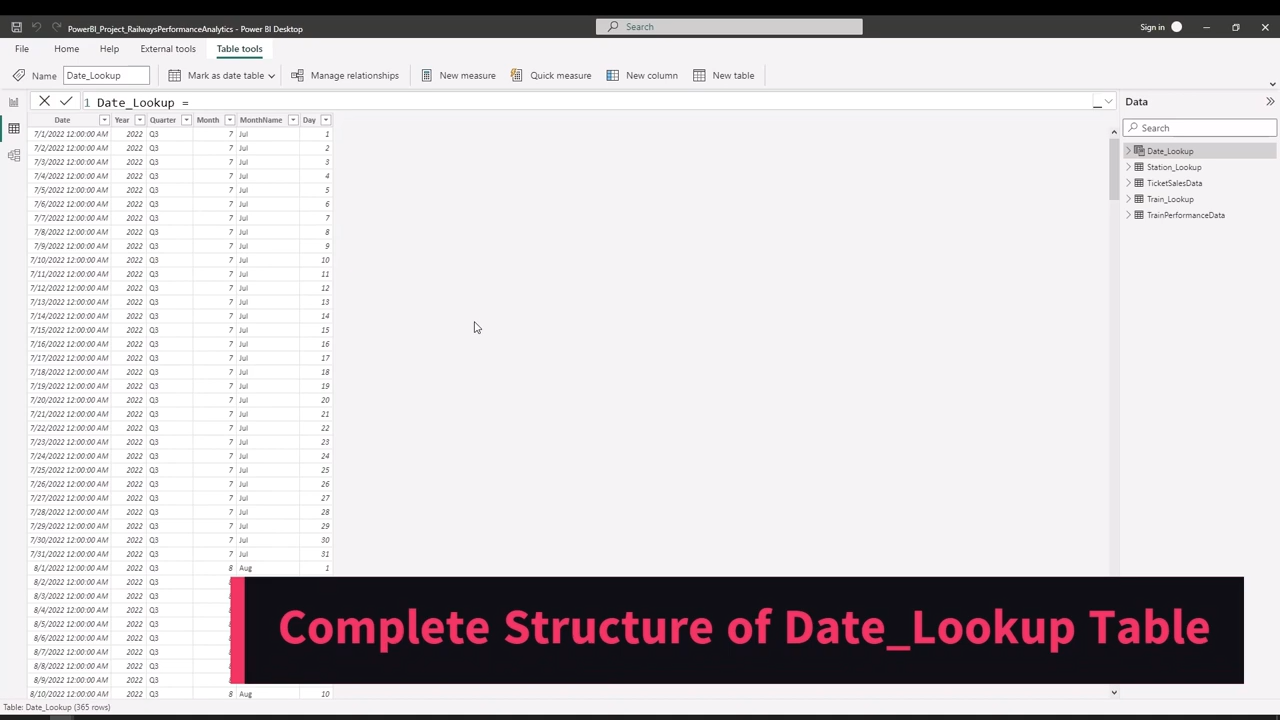 PowerBI_Project_RailwaysPerformanceAnalytics - Power BI Desktop
Search
Sign in
File
Home
Help
External tools
Table tools
Name
Date_Lookup
Mark as date table
Manage relationships
New measure
Quick measure
New column
New table
1 Date_Lookup =
Data
Search
Date_Lookup
Station_Lookup
TicketSalesData
Train_Lookup
TrainPerformanceData
Date Year Quarter Month MonthName Day
7/1/2022 12:00:00 AM 2022 Q3 7 Jul 1
7/2/2022 12:00:00 AM 2022 Q3 7 Jul 2
7/3/2022 12:00:00 AM 2022 Q3 7 Jul 3
7/4/2022 12:00:00 AM 2022 Q3 7 Jul 4
7/5/2022 12:00:00 AM 2022 Q3 7 Jul 5
7/6/2022 12:00:00 AM 2022 Q3 7 Jul 6
7/7/2022 12:00:00 AM 2022 Q3 7 Jul 7
7/8/2022 12:00:00 AM 2022 Q3 7 Jul 8
7/9/2022 12:00:00 AM 2022 Q3 7 Jul 9
7/10/2022 12:00:00 AM 2022 Q3 7 Jul 10
7/11/2022 12:00:00 AM 2022 Q3 7 Jul 11
7/12/2022 12:00:00 AM 2022 Q3 7 Jul 12
7/13/2022 12:00:00 AM 2022 Q3 7 Jul 13
7/14/2022 12:00:00 AM 2022 Q3 7 Jul 14
7/15/2022 12:00:00 AM 2022 Q3 7 Jul 15
7/16/2022 12:00:00 AM 2022 Q3 7 Jul 16
7/17/2022 12:00:00 AM 2022 Q3 7 Jul 17
7/18/2022 12:00:00 AM 2022 Q3 7 Jul 18
7/19/2022 12:00:00 AM 2022 Q3 7 Jul 19
7/20/2022 12:00:00 AM 2022 Q3 7 Jul 20
7/21/2022 12:00:00 AM 2022 Q3 7 Jul 21
7/22/2022 12:00:00 AM 2022 Q3 7 Jul 22
7/23/2022 12:00:00 AM 2022 Q3 7 Jul 23
7/24/2022 12:00:00 AM 2022 Q3 7 Jul 24
7/25/2022 12:00:00 AM 2022 Q3 7 Jul 25
7/26/2022 12:00:00 AM 2022 Q3 7 Jul 26
7/27/2022 12:00:00 AM 2022 Q3 7 Jul 27
7/28/2022 12:00:00 AM 2022 Q3 7 Jul 28
7/29/2022 12:00:00 AM 2022 Q3 7 Jul 29
7/30/2022 12:00:00 AM 2022 Q3 7 Jul 30
7/31/2022 12:00:00 AM 2022 Q3 7 Jul 31
8/1/2022 12:00:00 AM 2022 Q3 8 Aug 1
8/2/2022 12:00:00 AM 2022 Q3
8/3/2022 12:00:00 AM 2022 Q3
8/4/2022 12:00:00 AM 2022 Q3
8/5/2022 12:00:00 AM 2022 Q3
8/6/2022 12:00:00 AM 2022 Q3
8/7/2022 12:00:00 AM 2022 Q3
8/8/2022 12:00:00 AM 2022 Q3
8/9/2022 12:00:00 AM 2022 Q3
8/10/2022 12:00:00 AM 2022 Q3 8 Aug 10
Complete Structure of Date_Lookup Table
Table: Date_Lookup (365 rows)